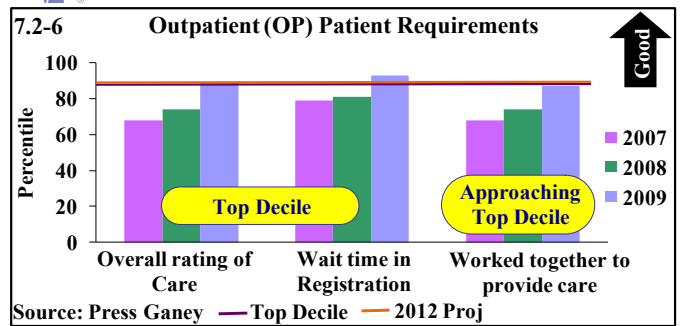 7.2-6 Outpatient (OP) Patient Requirements
Good
100
80
60
40
20
0
Percentile
2007
2008
2009
Top Decile
Approaching
Top Decile
Overall rating of
Care
Wait time in
Registration
Worked together to
provide care
Source: Press Ganey Top Decile 2012 Proj